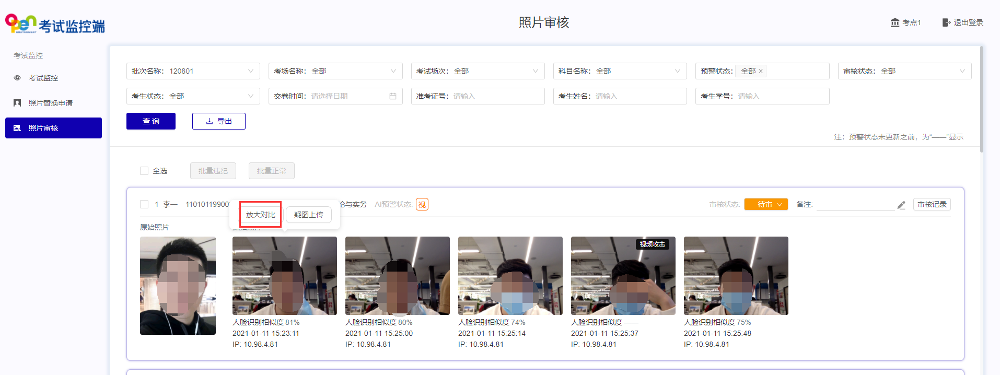 open 考试监控端
照片审核
考点1
退出登录
考试监控
考试监控
照片替换申请
照片审核
批次名称： 120801
考场名称： 全部
考试场次： 全部
科目名称： 全部
预警状态： 全部 ×
审核状态： 全部
考生状态： 全部
交卷时间： 请选择日期
准考证号： 请输入
考生姓名： 请输入
考生学号： 请输入
查 询
导出
注：预警状态未更新之前，为“——”显示
全选
批量违纪
批量正常
1 李一 1101011990 论与实务 AI预警状态: 视
审核状态: 待审 备注: 审核记录
放大对比
疑图上传
原始照片
视频攻击
人脸识别相似度 81%
2021-01-11 15:23:11
IP: 10.98.4.81
人脸识别相似度 80%
2021-01-11 15:25:00
IP: 10.98.4.81
人脸识别相似度 74%
2021-01-11 15:25:14
IP: 10.98.4.81
人脸识别相似度 ——
2021-01-11 15:25:37
IP: 10.98.4.81
人脸识别相似度 75%
2021-01-11 15:25:48
IP: 10.98.4.81